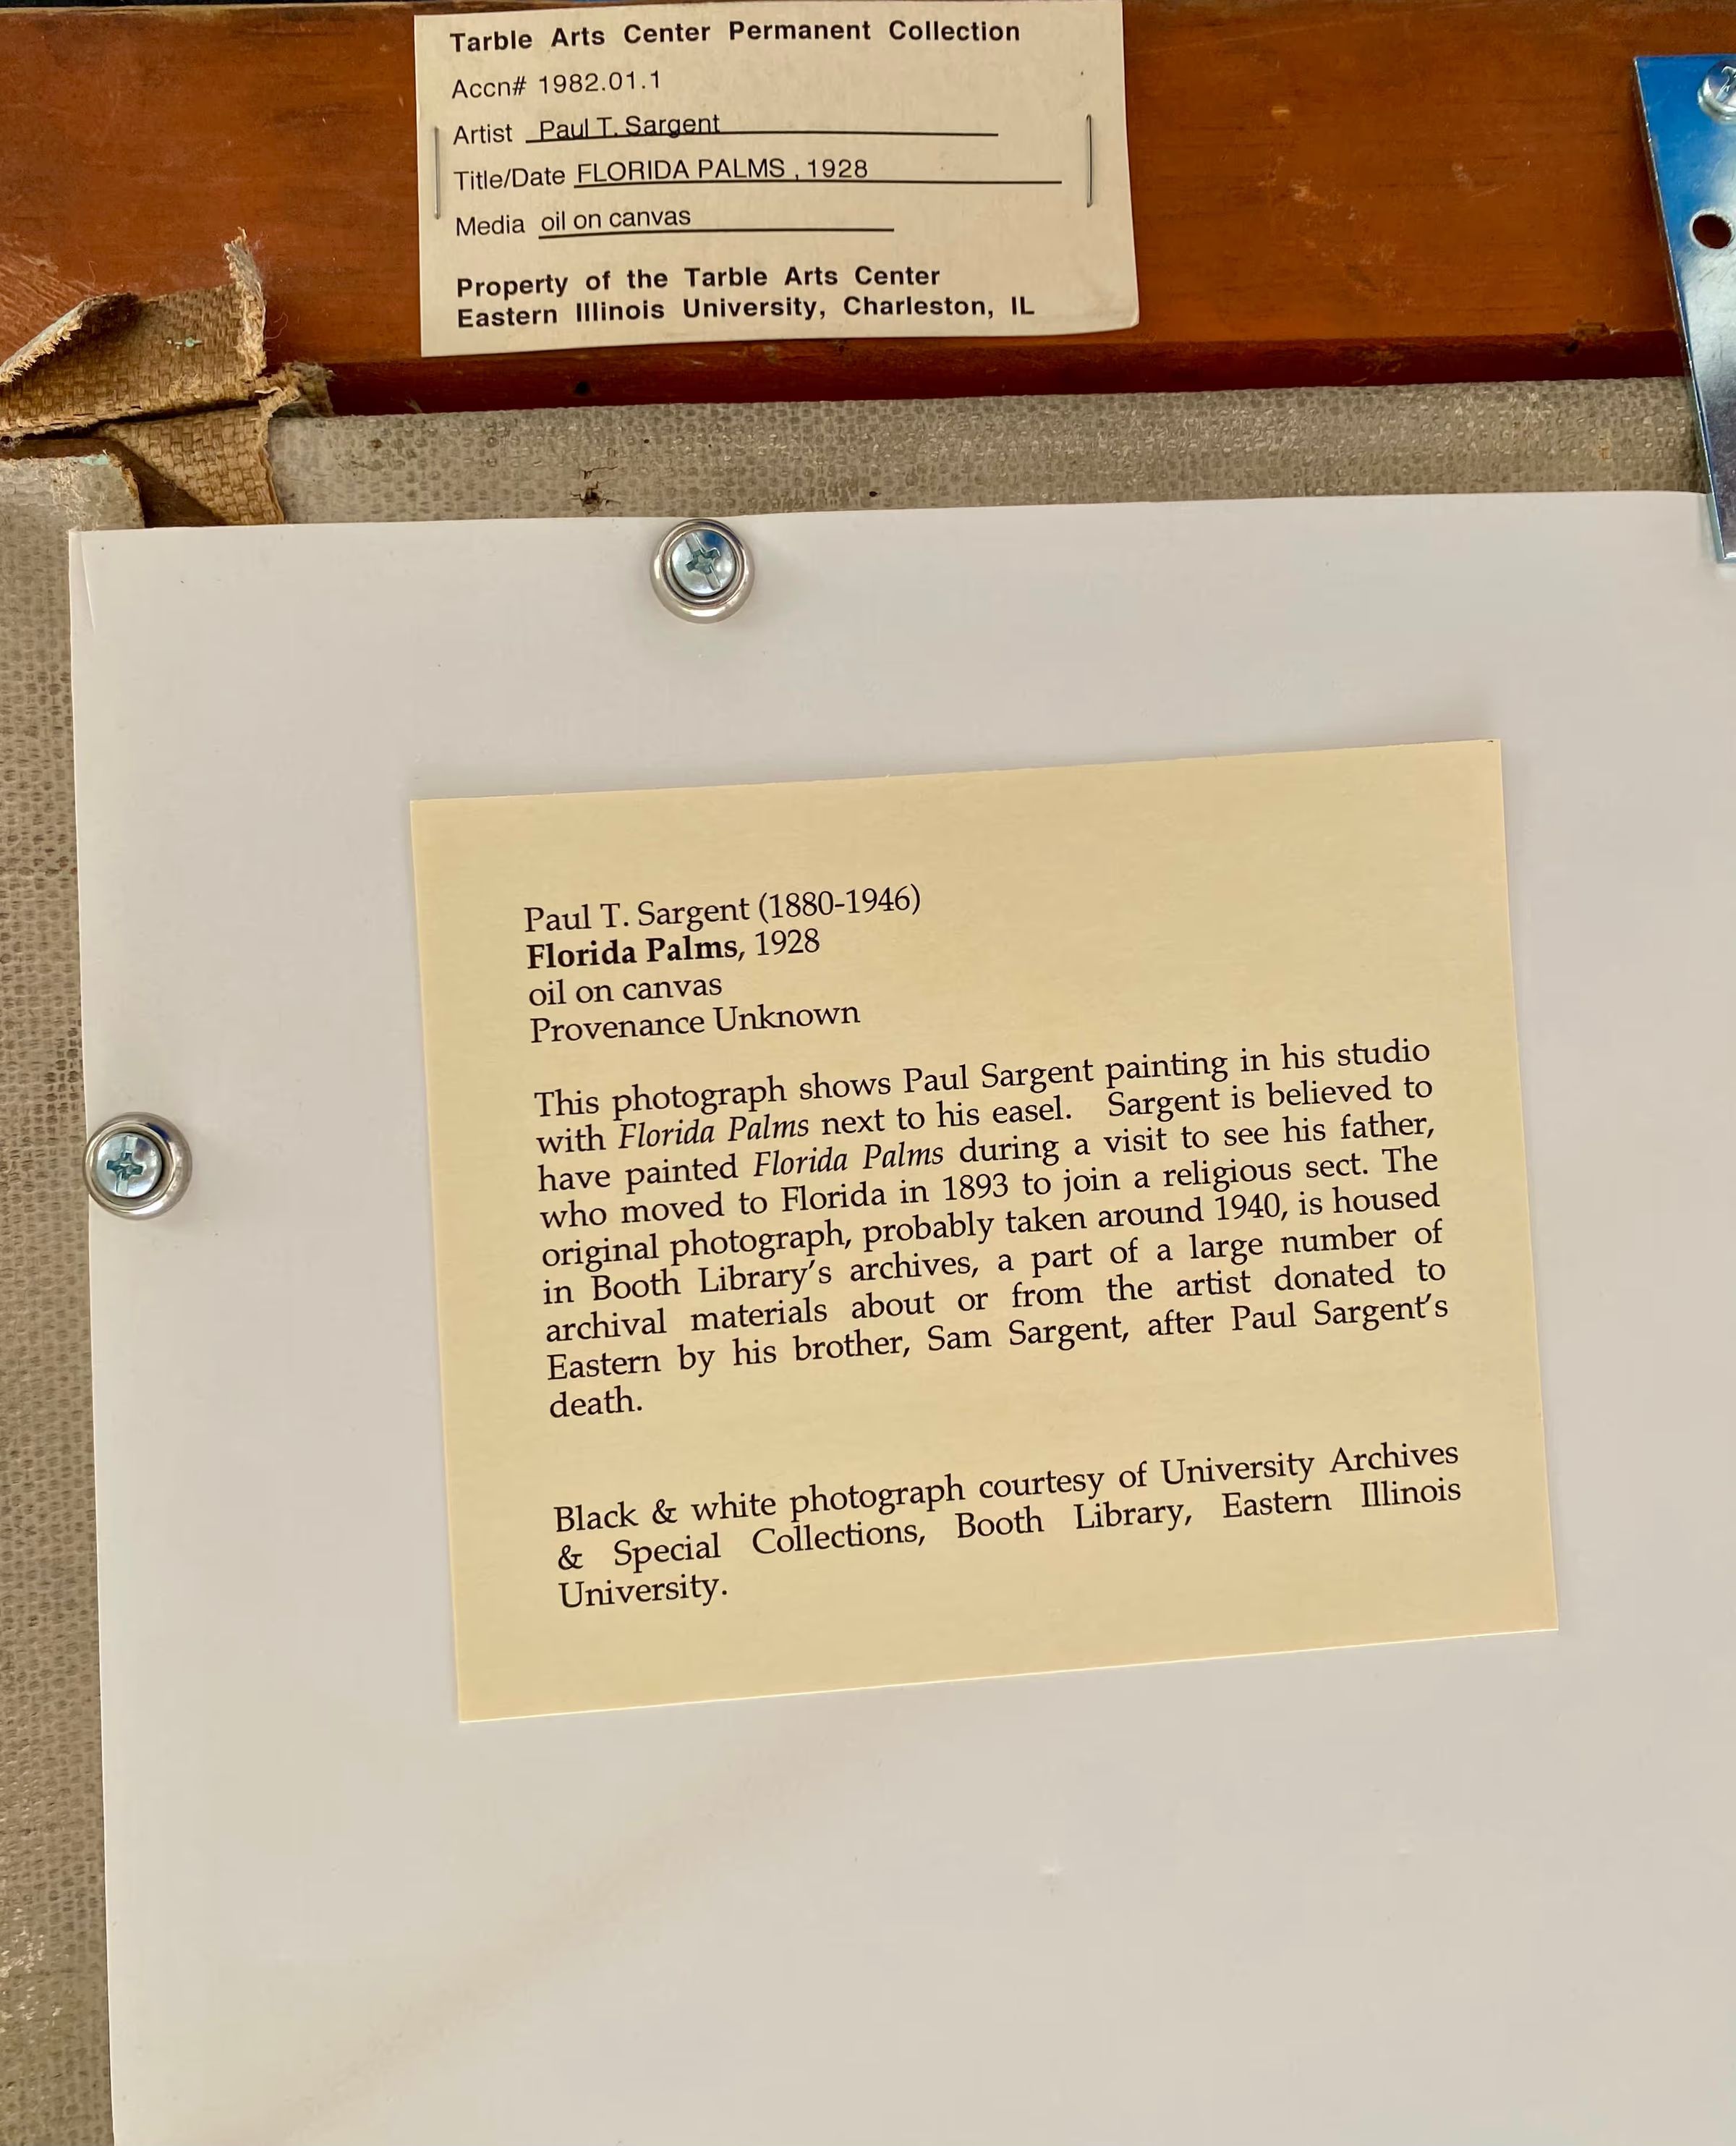 Tarble Arts Center Permanent Collection
Accn# 1982.01.1
Artist Paul T. Sargent
Title/Date FLORIDA PALMS , 1928
Media oil on canvas
Property of the Tarble Arts Center
Eastern Illinois University, Charleston, IL
Paul T. Sargent (1880-1946)
Florida Palms, 1928
oil on canvas
Provenance Unknown
This photograph shows Paul Sargent painting in his studio
with Florida Palms next to his easel. Sargent is believed to
have painted Florida Palms during a visit to see his father,
who moved to Florida in 1893 to join a religious sect. The
original photograph, probably taken around 1940, is housed
in Booth Library's archives, a part of a large number of
archival materials about or from the artist donated to
Eastern by his brother, Sam Sargent, after Paul Sargent's
death.
Black & white photograph courtesy of University Archives
& Special Collections, Booth Library, Eastern Illinois
University.